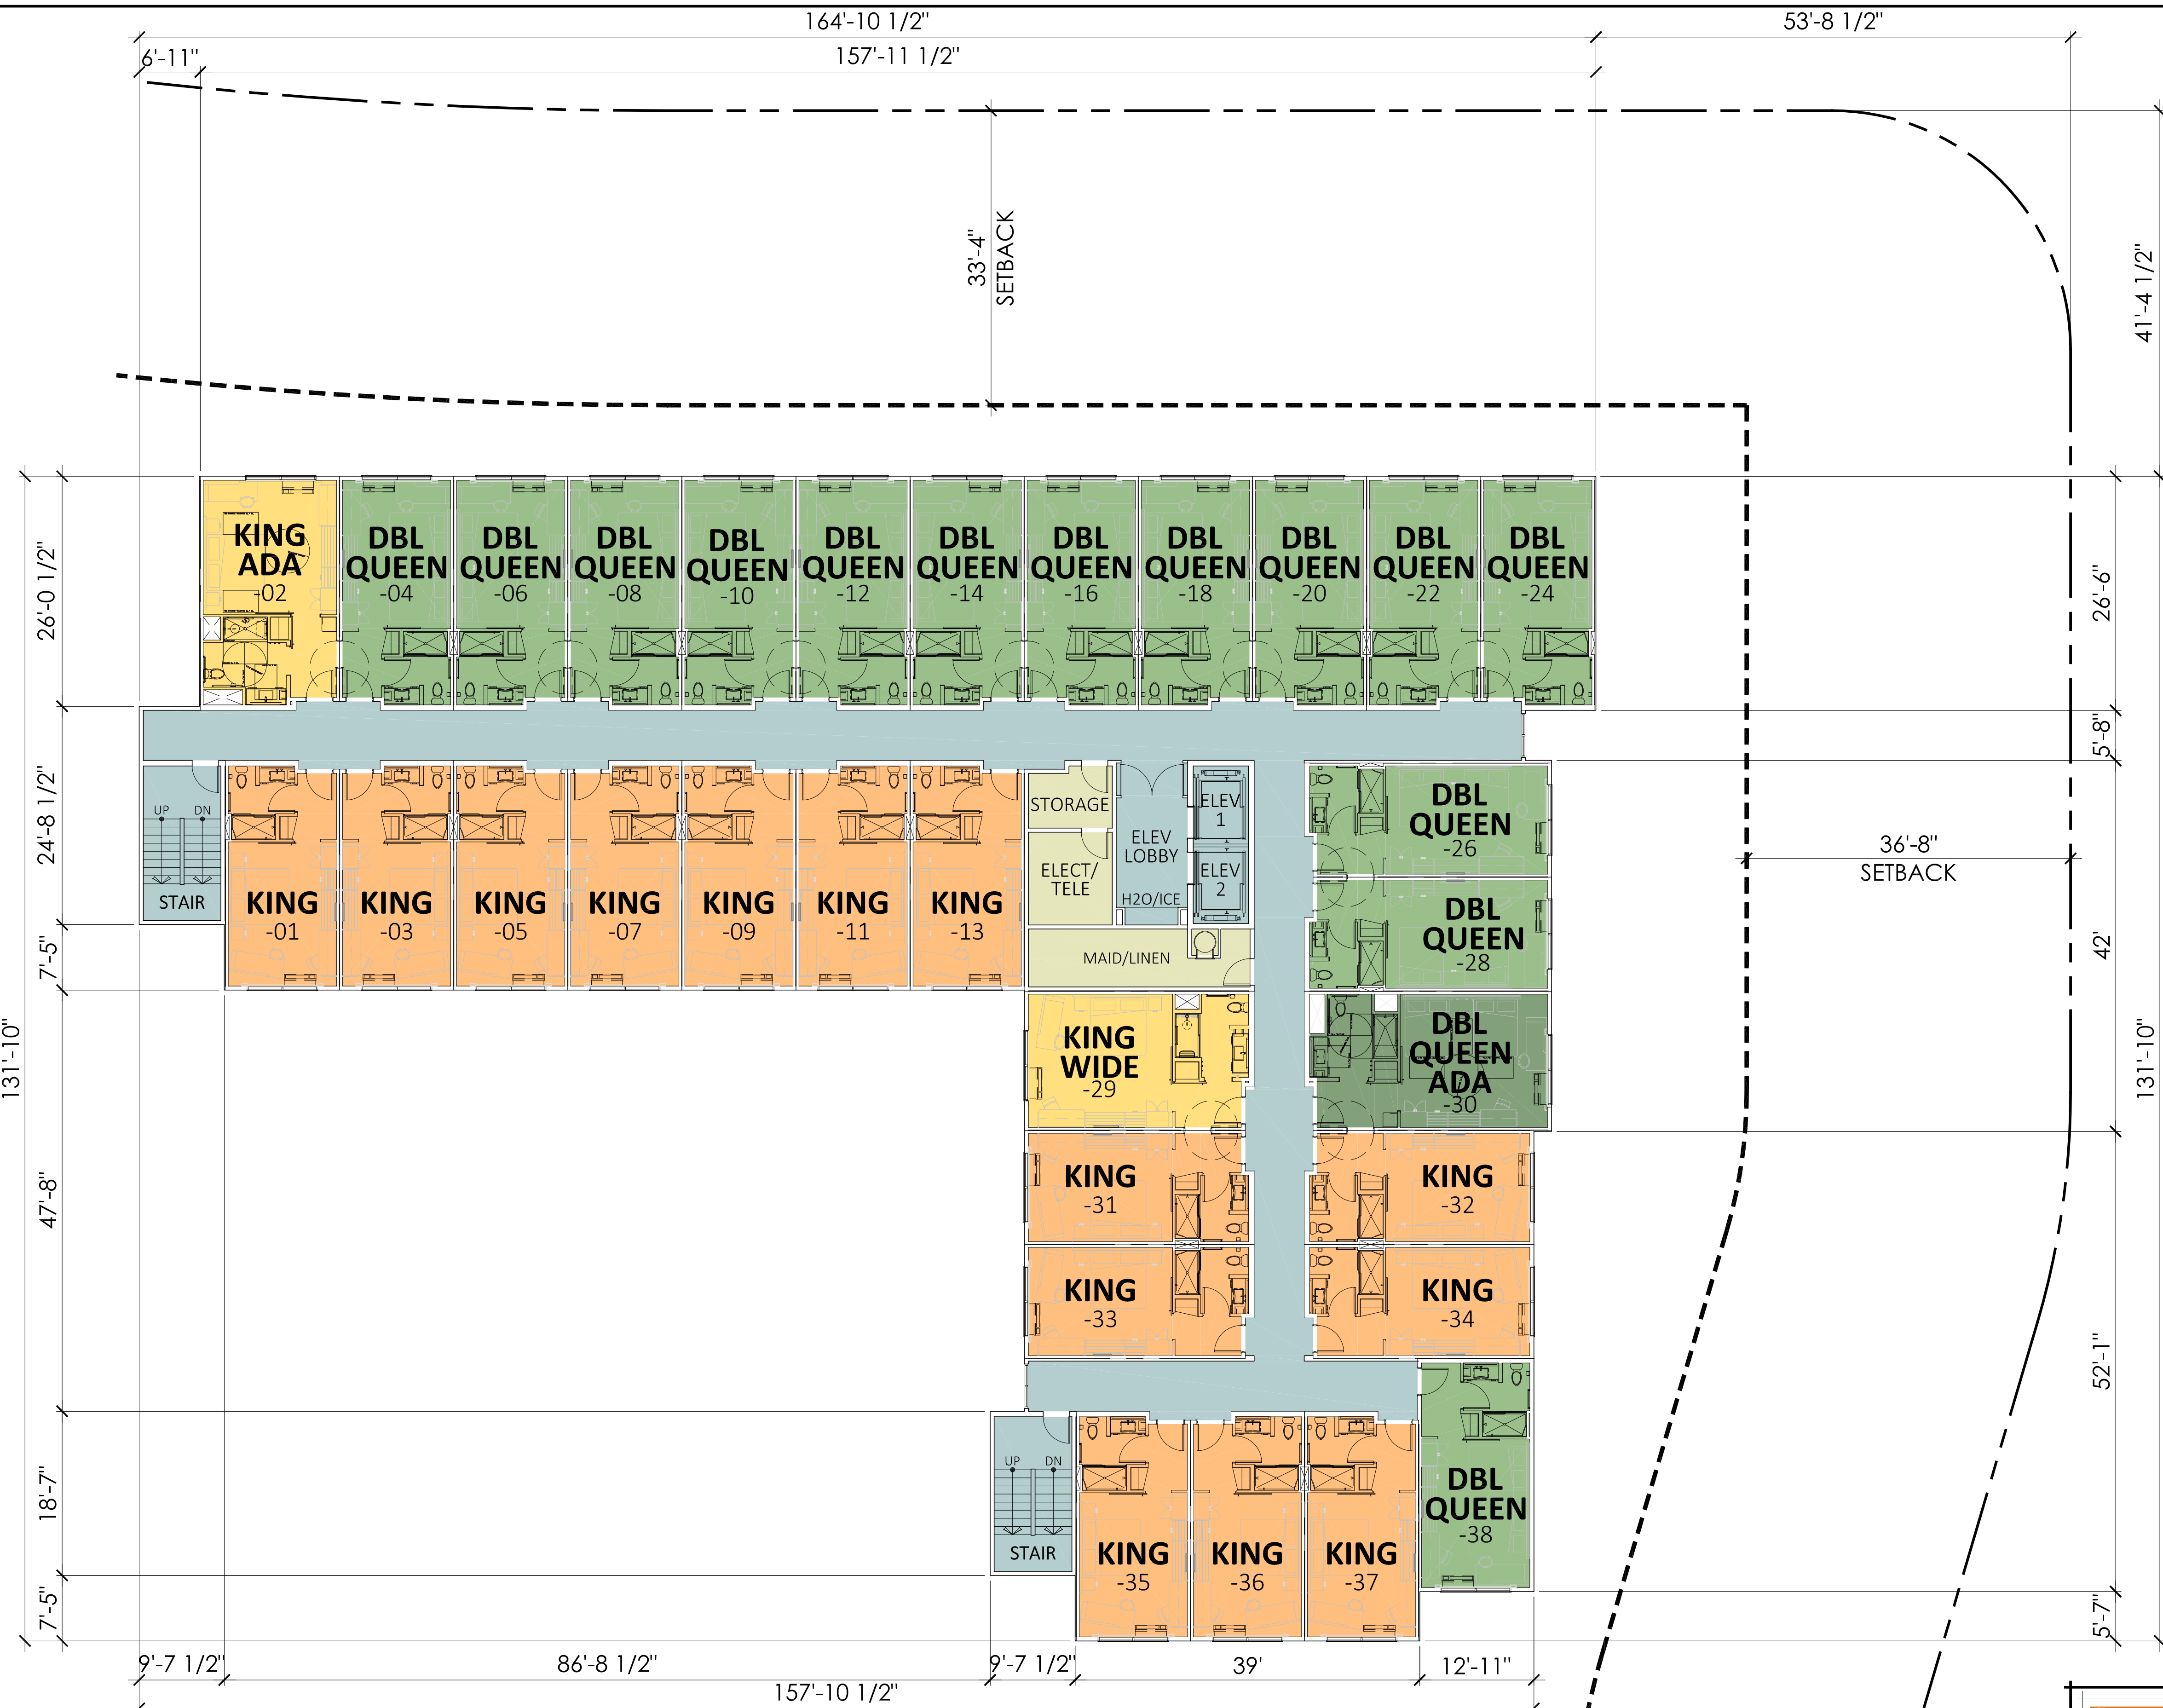 164'-10 1/2"
53'-8 1/2"
6'-11"
157'-11 1/2"
33'-4"
SETBACK
41'-4 1/2"
26'-0 1/2"
KING
ADA
-02
DBL
QUEEN
-04
DBL
QUEEN
-06
DBL
QUEEN
-08
DBL
QUEEN
-10
DBL
QUEEN
-12
DBL
QUEEN
-14
DBL
QUEEN
-16
DBL
QUEEN
-18
DBL
QUEEN
-20
DBL
QUEEN
-22
DBL
QUEEN
-24
26'-6"
5'-8"
24'-8 1/2"
UP
DN
STAIR
KING
-01
KING
-03
KING
-05
KING
-07
KING
-09
KING
-11
KING
-13
STORAGE
ELECT/
TELE
ELEV
LOBBY
H2O/ICE
ELEV
1
ELEV
2
MAID/LINEN
DBL
QUEEN
-26
DBL
QUEEN
-28
36'-8"
SETBACK
42'
7'-5"
131'-10"
KING
WIDE
-29
DBL
QUEEN
ADA
-30
131'-10"
47'-8"
KING
-31
KING
-32
KING
-33
KING
-34
52'-1"
18'-7"
UP
DN
STAIR
KING
-35
KING
-36
KING
-37
DBL
QUEEN
-38
7'-5"
5'-7"
9'-7 1/2"
86'-8 1/2"
9'-7 1/2"
39'
12'-11"
157'-10 1/2"